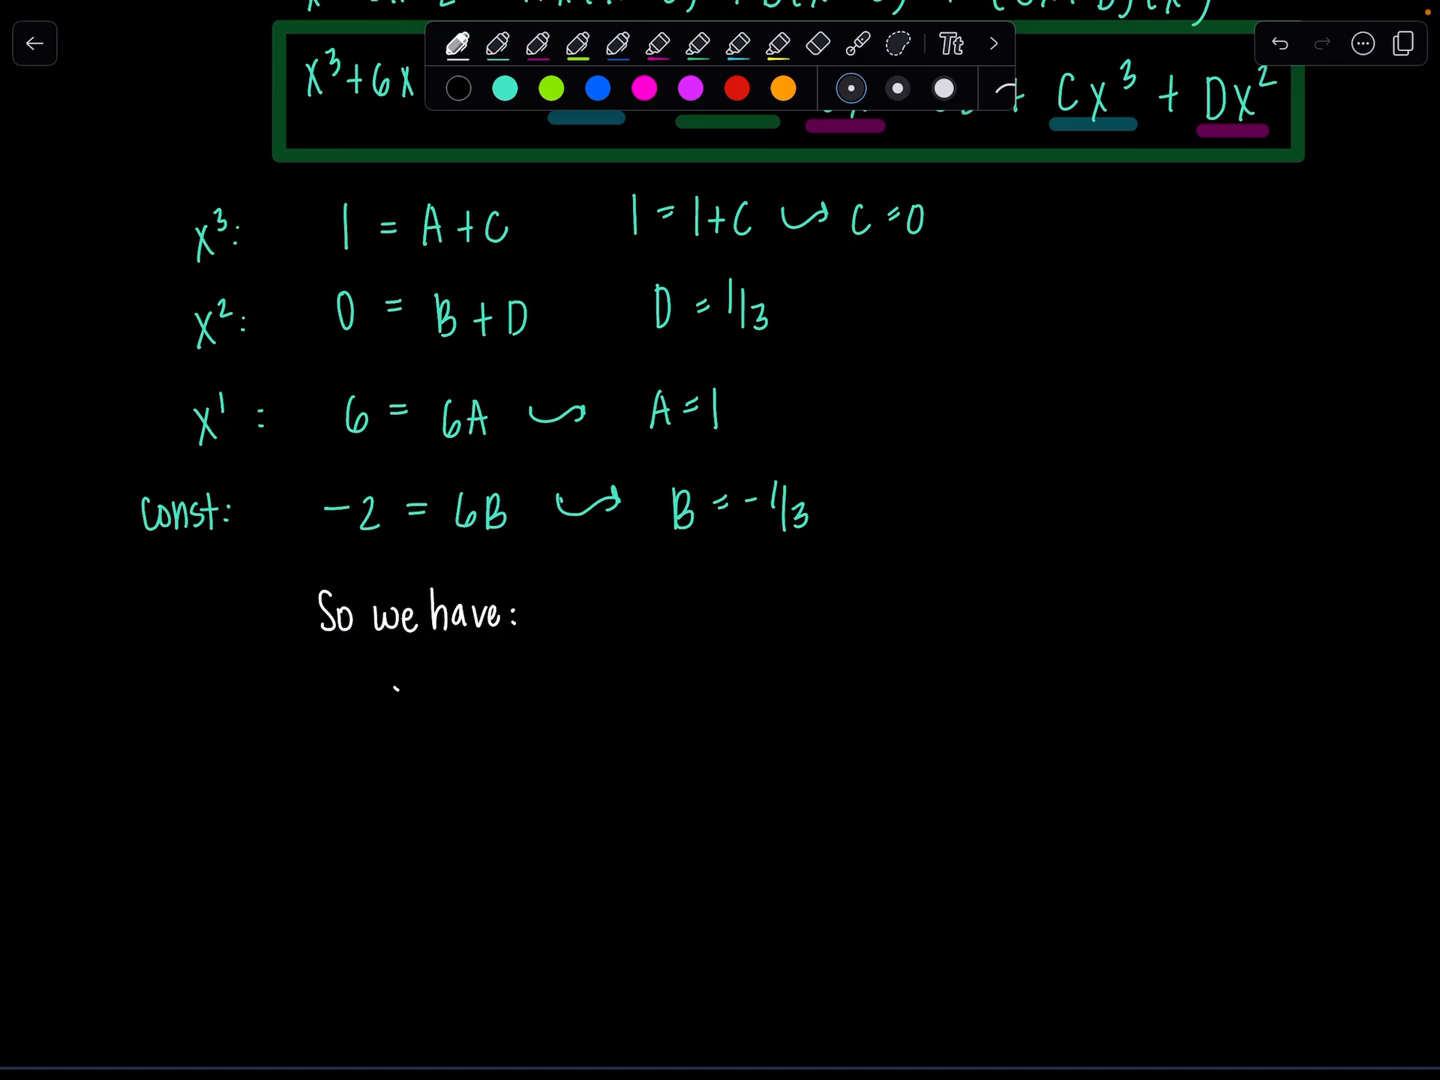 x³+6x + Cx³ + Dx²
Tt
x³: 1 = A+C 1 = 1+C ⤳ C=0
x²: 0 = B+D D = 1/3
x¹: 6 = 6A ⤳ A=1
Const: -2 = 6B ⤳ B = -1/3
So we have: